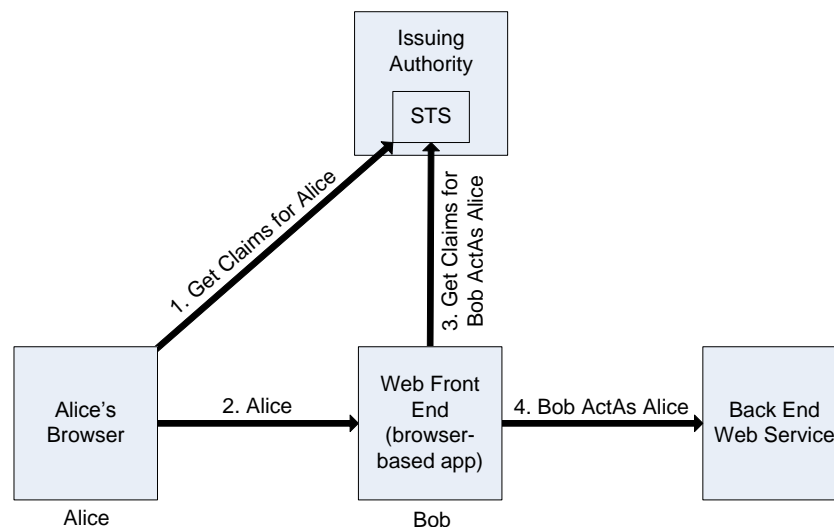 Issuing
Authority
STS
1. Get Claims for Alice
3. Get Claims for
Bob ActAs Alice
Alice's
Browser
2. Alice
Web Front
End
(browser-
based app)
4. Bob ActAs Alice
Back End
Web Service
Alice
Bob